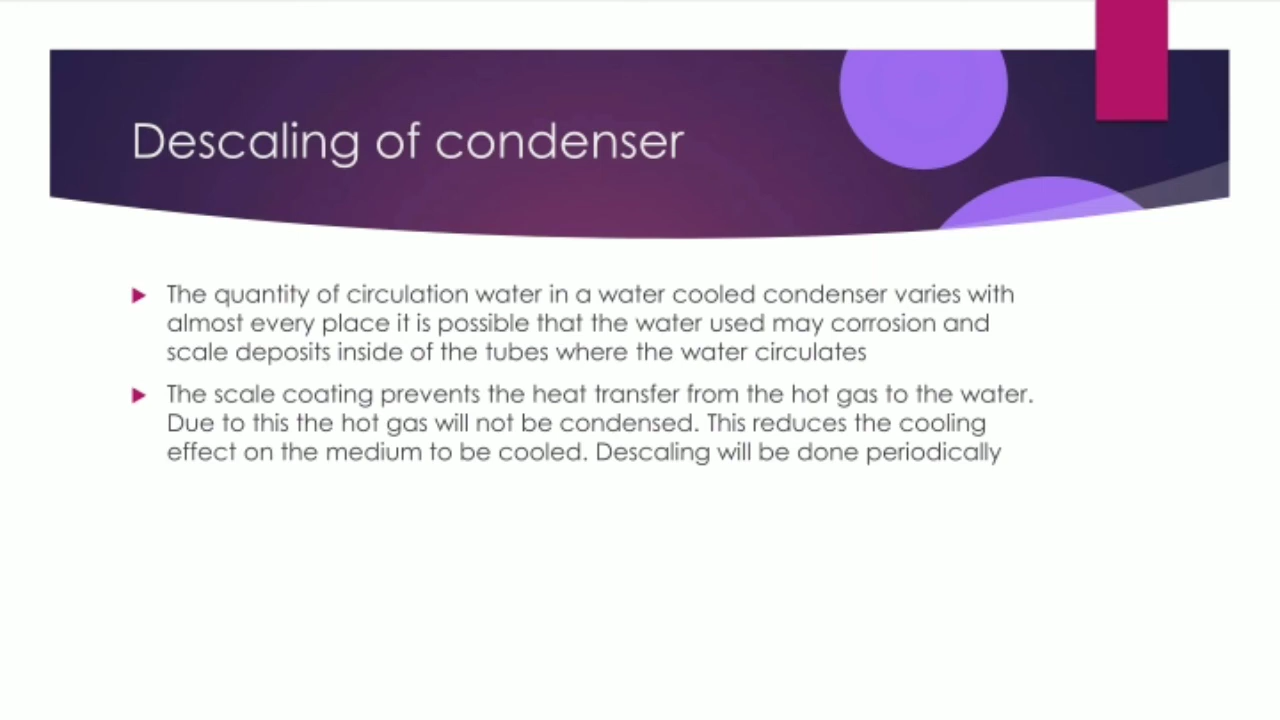 Descaling of condenser
The quantity of circulation water in a water cooled condenser varies with
almost every place it is possible that the water used may corrosion and
scale deposits inside of the tubes where the water circulates
The scale coating prevents the heat transfer from the hot gas to the water.
Due to this the hot gas will not be condensed. This reduces the cooling
effect on the medium to be cooled. Descaling will be done periodically